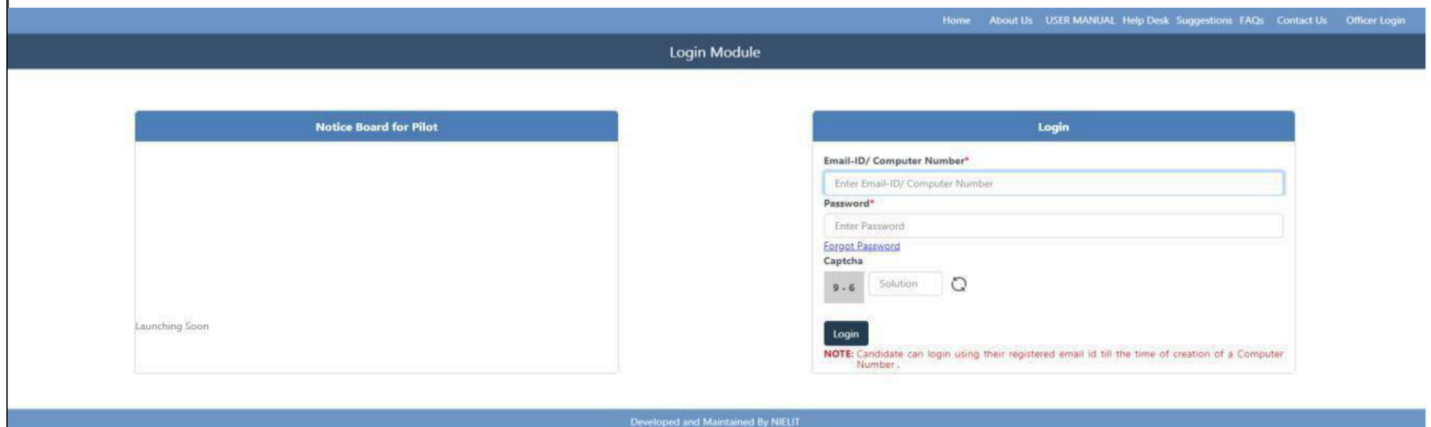 Home About Us USER MANUAL Help Desk Suggestions FAQs Contact Us Officer Login
Login Module
Notice Board for Pilot
Launching Soon
Login
Email-ID/ Computer Number*
Enter Email-ID/ Computer Number
Password*
Enter Password
Forgot Password
Captcha
9 - 6 Solution
Login
NOTE: Candidate can login using their registered email id till the time of creation of a Computer
Number .
Developed and Maintained By NIELIT